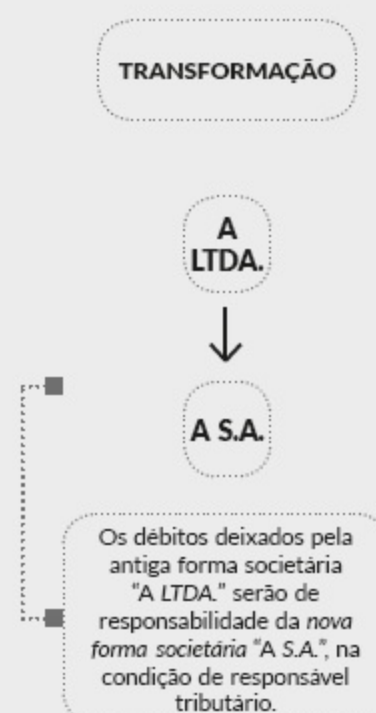 TRANSFORMAÇÃO
A
LTDA.
A S.A.
Os débitos deixados pela
antiga forma societária
"A LTDA." serão de
responsabilidade da nova
forma societária "A S.A.", na
condição de responsável
tributário.